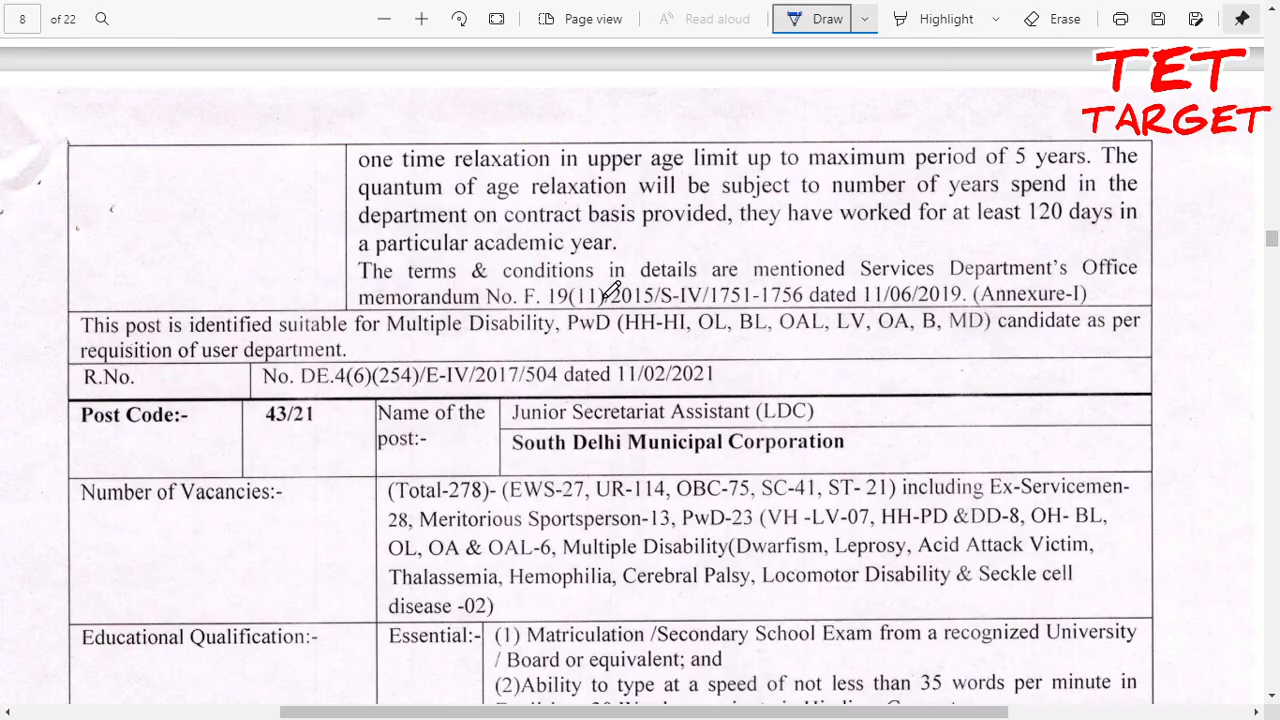 8 of 22 Page view Read aloud Draw Highlight Erase
TET
TARGET
one time relaxation in upper age limit up to maximum period of 5 years. The
quantum of age relaxation will be subject to number of years spend in the
department on contract basis provided, they have worked for at least 120 days in
a particular academic year.
The terms & conditions in details are mentioned Services Department's Office
memorandum No. F. 19(11)/2015/S-IV/1751-1756 dated 11/06/2019. (Annexure-I)
This post is identified suitable for Multiple Disability, PwD (HH-HI, OL, BL, OAL, LV, OA, B, MD) candidate as per
requisition of user department.
R.No. No. DE.4(6)(254)/E-IV/2017/504 dated 11/02/2021
Post Code:- 43/21 Name of the Junior Secretariat Assistant (LDC)
post:- South Delhi Municipal Corporation
Number of Vacancies:- (Total-278)- (EWS-27, UR-114, OBC-75, SC-41, ST- 21) including Ex-Servicemen-
28, Meritorious Sportsperson-13, PwD-23 (VH -LV-07, HH-PD &DD-8, OH- BL,
OL, OA & OAL-6, Multiple Disability(Dwarfism, Leprosy, Acid Attack Victim,
Thalassemia, Hemophilia, Cerebral Palsy, Locomotor Disability & Seckle cell
disease -02)
Educational Qualification:- Essential:- (1) Matriculation /Secondary School Exam from a recognized University
/ Board or equivalent; and
(2)Ability to type at a speed of not less than 35 words per minute in